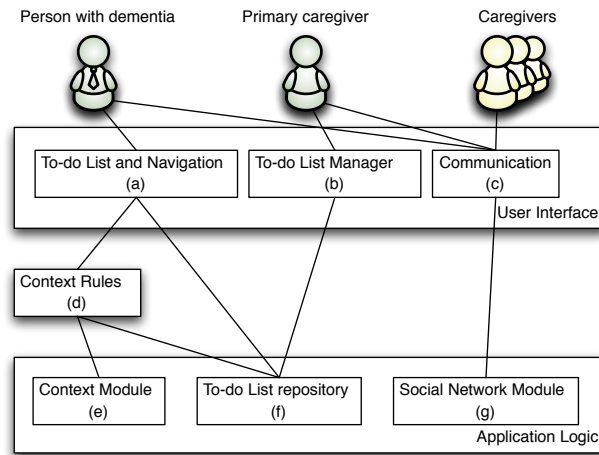 Person with dementia
Primary caregiver
Caregivers
To-do List and Navigation
(a)
To-do List Manager
(b)
Communication
(c)
User Interface
Context Rules
(d)
Context Module
(e)
To-do List repository
(f)
Social Network Module
(g)
Application Logic